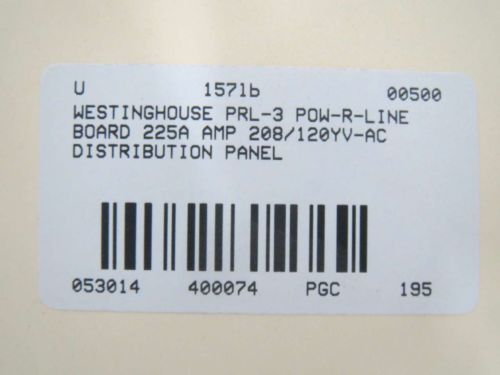 U 1571b 00500
WESTINGHOUSE PRL-3 POW-R-LINE
BOARD 225A AMP 208/120YV-AC
DISTRIBUTION PANEL
053014 400074 PGC 195